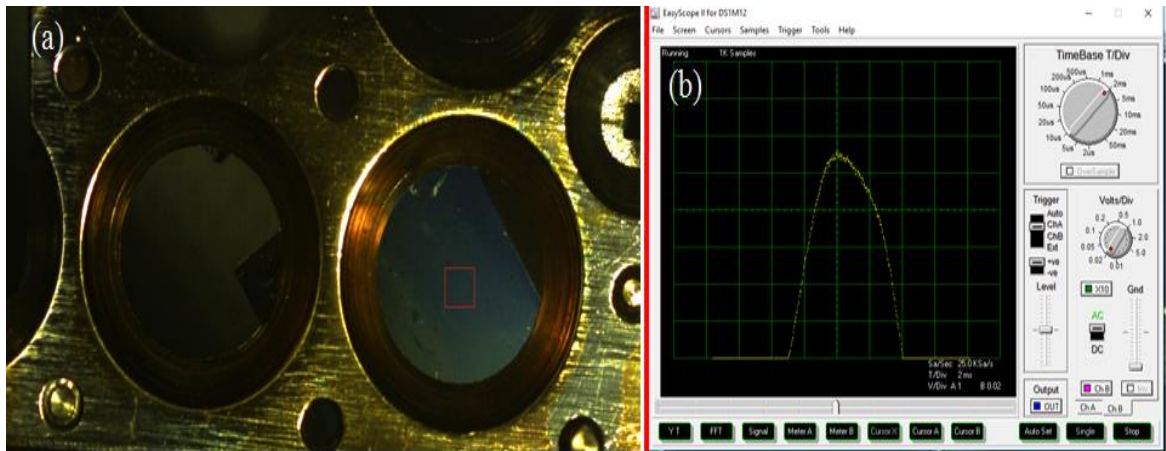 (a)
EasyScope II for DS1M12
File Screen Cursors Samples Trigger Tools Help
Running 1K Samples
(b)
Sa/Sec 25.0 KSa/s
T/Div 2 ms
V/Div A 1 B 0.02
TimeBase T/Div
500us 1ms
200us 2ms
100us 5ms
50us 10ms
20us 20ms
10us 50ms
5us 2us
OverSample
Trigger
Auto
ChA
ChB
Ext
+ve
-ve
Level
Output
OUT
Volts/Div
0.2 0.5
0.1 1.0
0.05 2.0
0.02 5.0
0.01
X10 Gnd
AC
DC
Ch B Inv
Ch A Ch B
Y T FFT Signal Meter A Meter B Cursor X Cursor A Cursor B Auto Set Single Stop